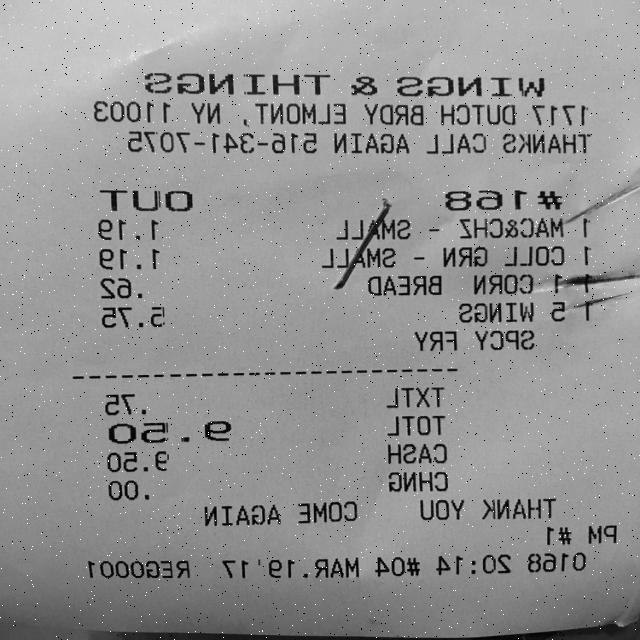 WINGS & THINGS
1717 DUTCH BRDY ELMONT, NY 11003
THANKS CALL AGAIN 516-341-7075
#168 OUT
1 MAC&CHZ - SMALL 1.19
1 COLL GRN - SMALL 1.19
1 1 CORN BREAD .62
1 5 WINGS 5.75
SPCY FRY
--------------------------------
TXTL .75
TOTL 9.50
CASH 9.50
CHNG .00
THANK YOU COME AGAIN
PM #1
0168 20:14 #04 MAR.19'17 REG0001